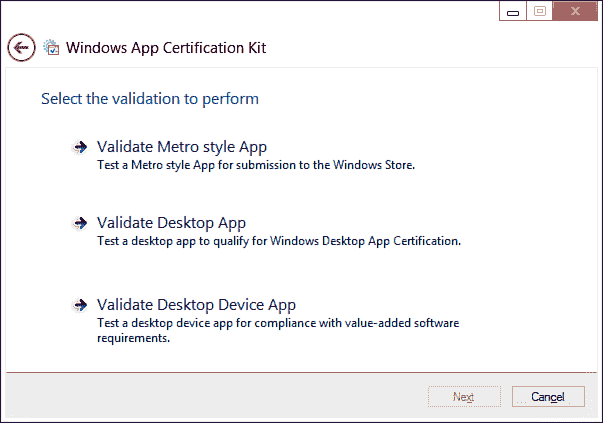 Windows App Certification Kit
Select the validation to perform
Validate Metro style App
Test a Metro style App for submission to the Windows Store.
Validate Desktop App
Test a desktop app to qualify for Windows Desktop App Certification.
Validate Desktop Device App
Test a desktop device app for compliance with value-added software
requirements.
Next
Cancel